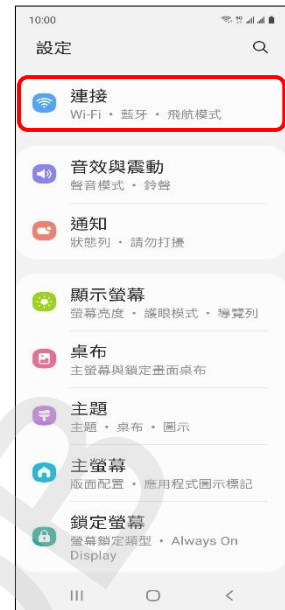 10:00
設定
連接
Wi-Fi • 藍牙 • 飛航模式
音效與震動
聲音模式 • 鈴聲
通知
狀態列 • 請勿打擾
顯示螢幕
螢幕亮度 • 護眼模式 • 導覽列
桌布
主螢幕與鎖定畫面桌布
主題
主題 • 桌布 • 圖示
主螢幕
版面配置 • 應用程式圖示標記
鎖定螢幕
螢幕鎖定類型 • Always On
Display